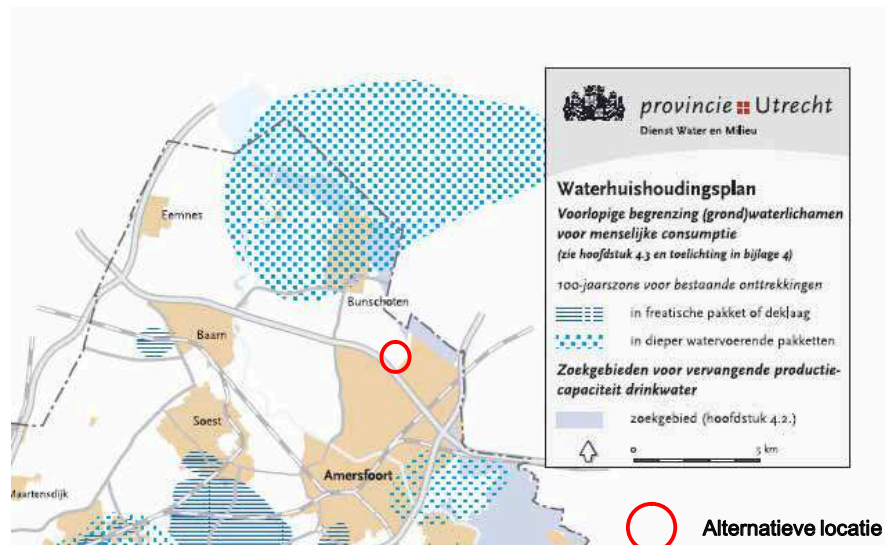 provincie Utrecht
Dienst Water en Milieu
Waterhuishoudingsplan
Voorlopige begrenzing (grond)waterlichamen
voor menselijke consumptie
(zie hoofdstuk 4.3 en toelichting in bijlage 4)
100-jaarszone voor bestaande onttrekkingen
in freatische pakket of deklaag
in dieper watervoerende pakketten
Zoekgebieden voor vervangende productie-
capaciteit drinkwater
zoekgebied (hoofdstuk 4.2.)
0 5 km
Eemnes
Bunschoten
Baarn
Soest
Amersfoort
Maartensdijk
Alternatieve locatie